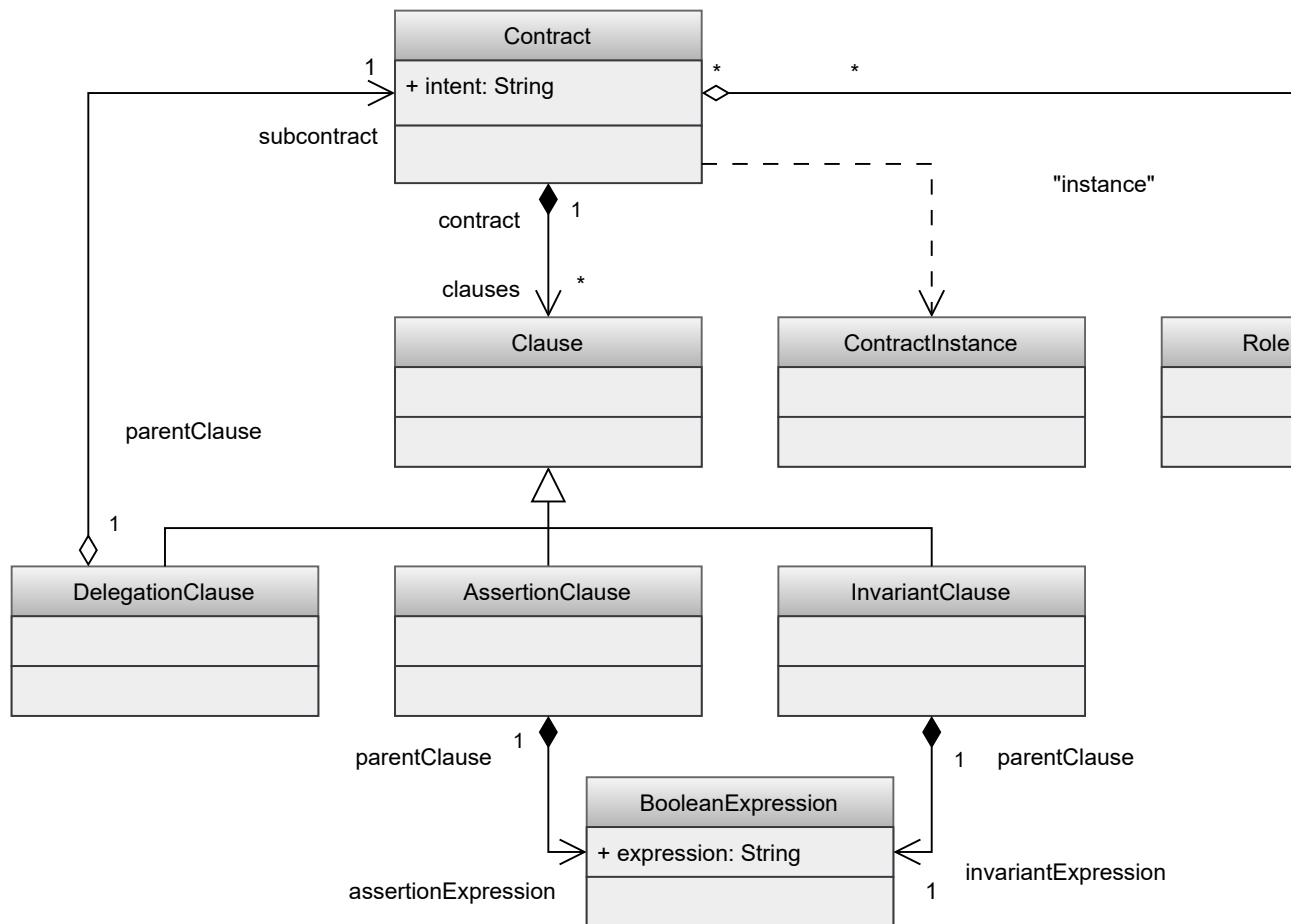 Contract
1
+ intent: String
*
*
subcontract
"instance"
contract
1
clauses
*
Clause
ContractInstance
Role
parentClause
1
DelegationClause
AssertionClause
InvariantClause
parentClause
1
1
parentClause
BooleanExpression
+ expression: String
assertionExpression
1
invariantExpression